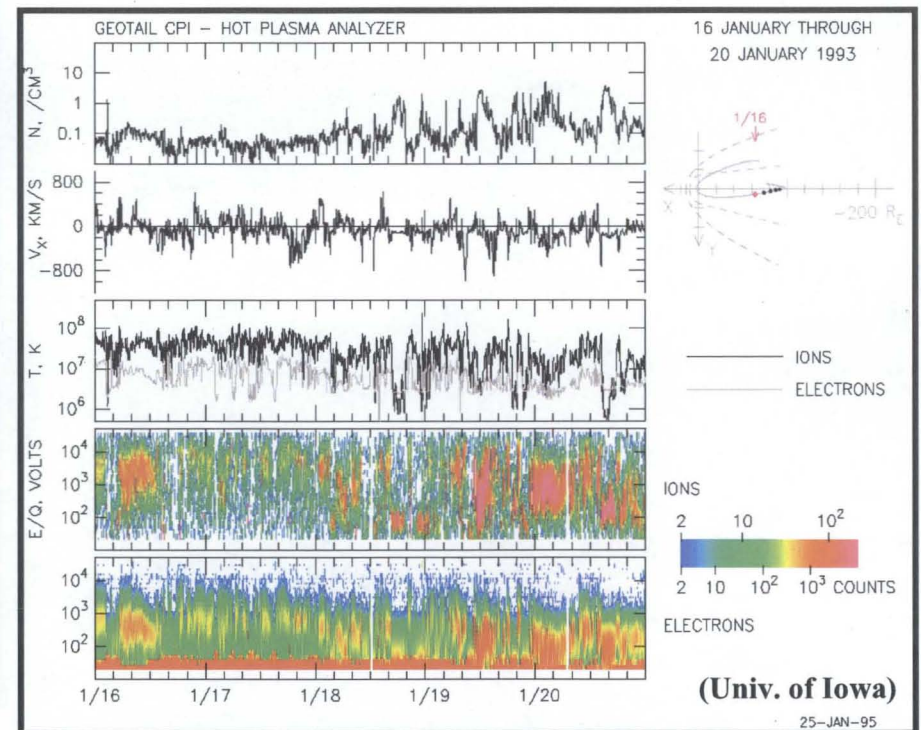 GEOTAIL CPI – HOT PLASMA ANALYZER
16 JANUARY THROUGH
20 JANUARY 1993
N, /CM³
10
1
0.1
V_X, KM/S
800
0
-800
T, K
10⁸
10⁷
10⁶
E/Q, VOLTS
10⁴
10³
10²
10⁴
10³
10²
1/16
1/17
1/18
1/19
1/20
1/16
X
Y
-200 R_E
IONS
ELECTRONS
IONS
2
10
10²
2
10
10²
10³
COUNTS
ELECTRONS
(Univ. of Iowa)
25-JAN-95